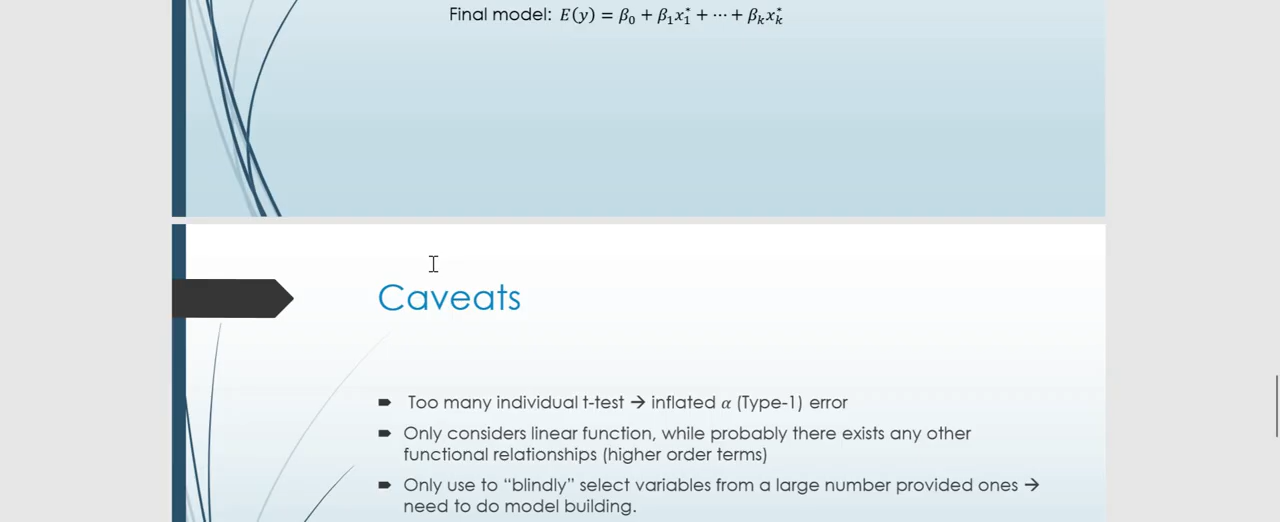 Final model: E(y) = β₀ + β₁x₁* + ⋯ + βₖxₖ*
Caveats
Too many individual t-test → inflated α (Type-1) error
Only considers linear function, while probably there exists any other
functional relationships (higher order terms)
Only use to “blindly” select variables from a large number provided ones →
need to do model building.